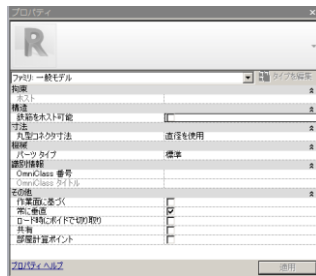 プロパティ
R
ファミリ: 一般モデル
タイプを編集
拘束
ホスト
構造
鉄筋をホスト可能
寸法
丸型コネクタ寸法 直径を使用
機械
パーツ タイプ 標準
識別情報
OmniClass 番号
OmniClass タイトル
その他
作業面に基づく
常に垂直
ロード時にボイドで切り取り
共有
部屋計算ポイント
プロパティ ヘルプ
適用